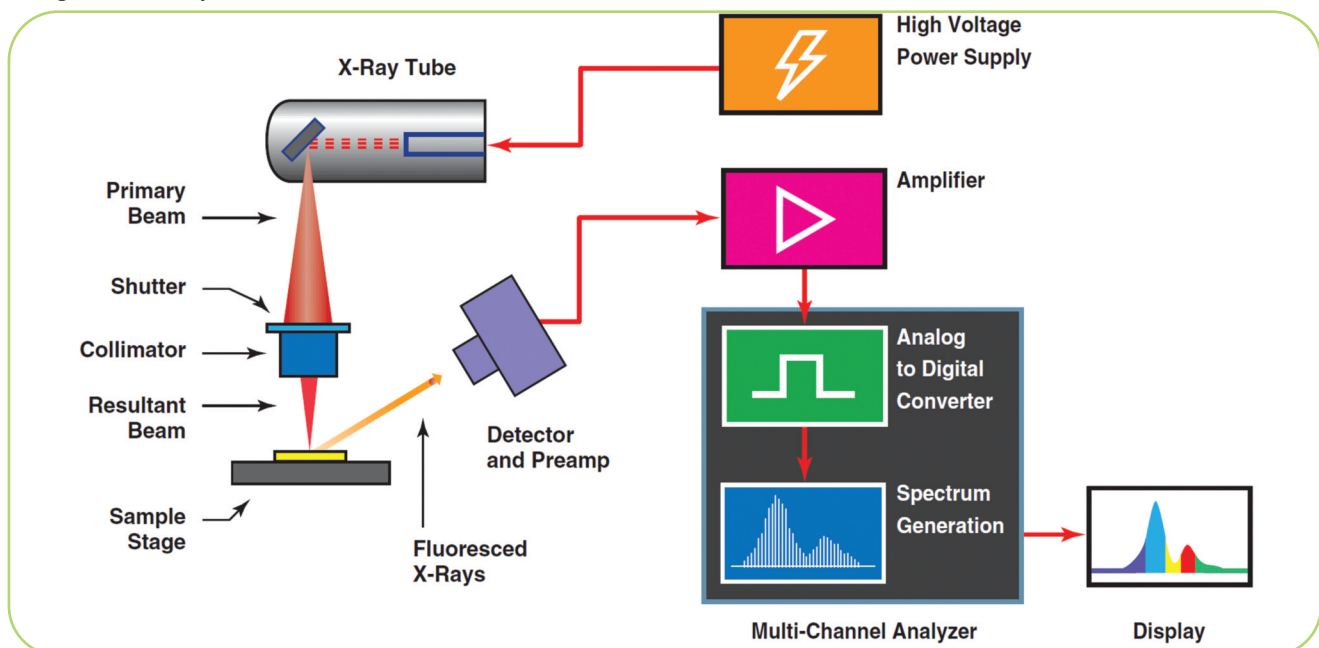 High Voltage
Power Supply
X-Ray Tube
Amplifier
Primary
Beam
Shutter
Collimator
Resultant
Beam
Sample
Stage
Fluoresced
X-Rays
Detector
and Preamp
Analog
to Digital
Converter
Spectrum
Generation
Multi-Channel Analyzer
Display